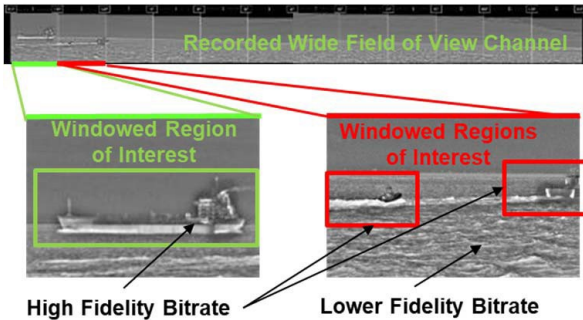 Recorded Wide Field of View Channel
Windowed Region
of Interest
Windowed Regions
of Interest
High Fidelity Bitrate
Lower Fidelity Bitrate